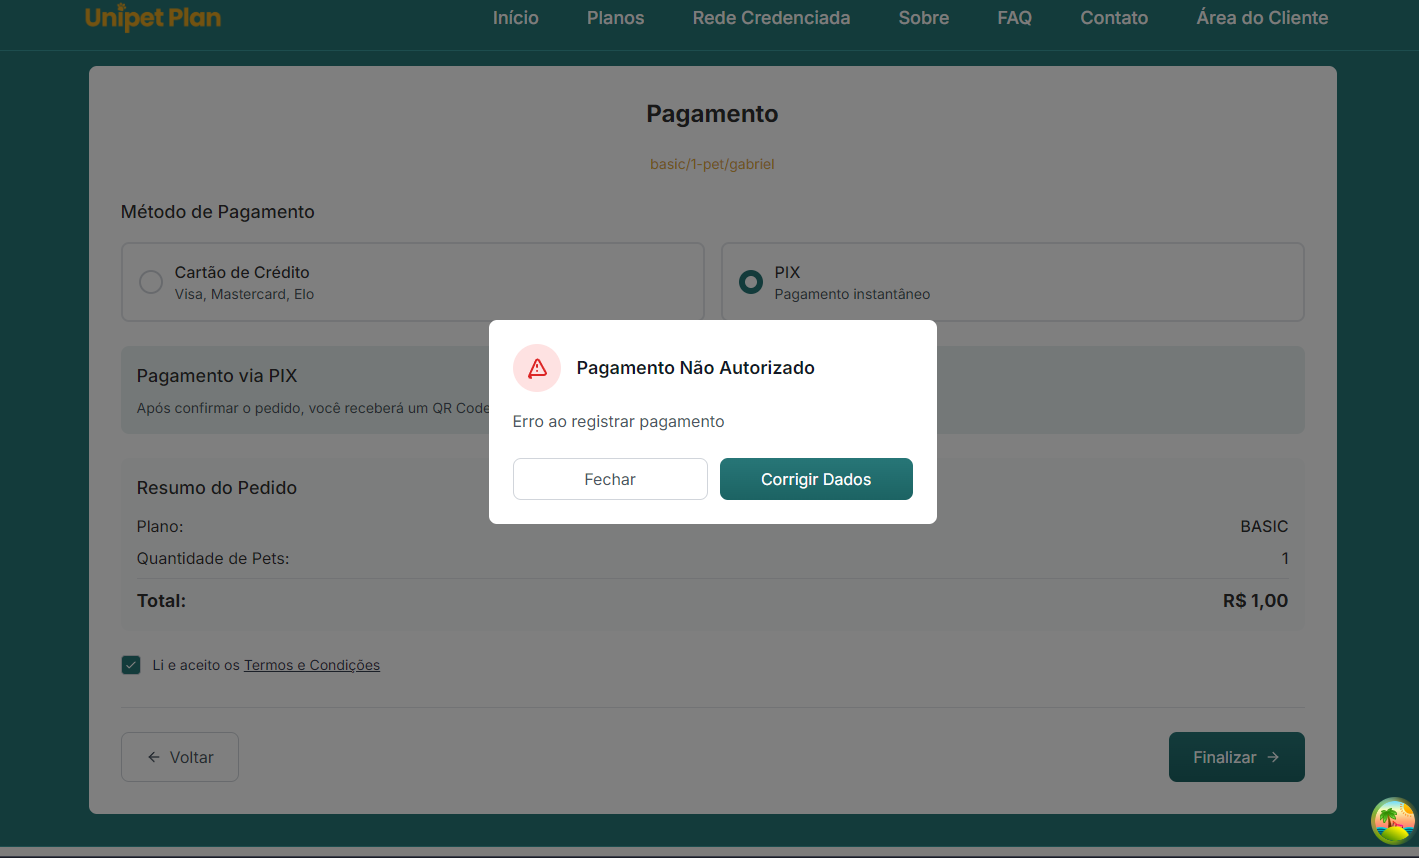 Unipet Plan
Início Planos Rede Credenciada Sobre FAQ Contato Área do Cliente
Pagamento
basic/1-pet/gabriel
Método de Pagamento
Cartão de Crédito
Visa, Mastercard, Elo
PIX
Pagamento instantâneo
Pagamento via PIX
Após confirmar o pedido, você receberá um QR Code
Pagamento Não Autorizado
Erro ao registrar pagamento
Fechar
Corrigir Dados
Resumo do Pedido
Plano: BASIC
Quantidade de Pets: 1
Total: R$ 1,00
Li e aceito os Termos e Condições
Voltar
Finalizar